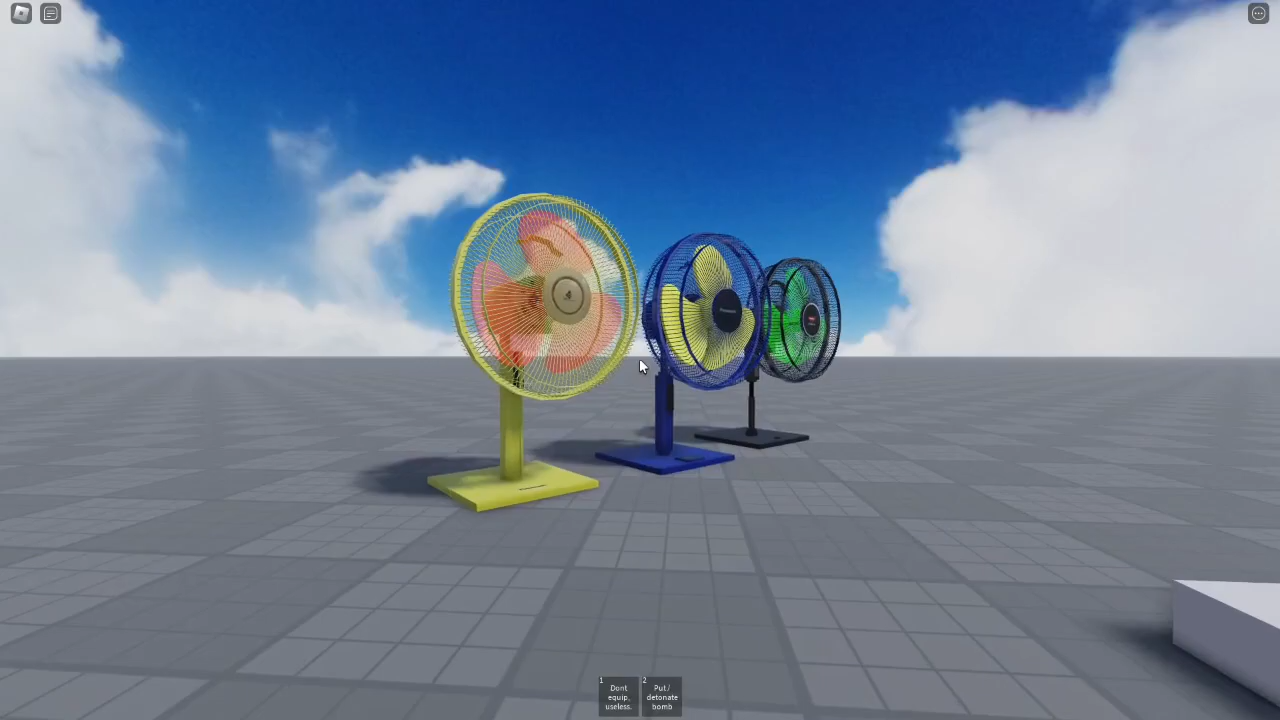 1
Dont
equip,
useless.
2
Put/
detonate
bomb